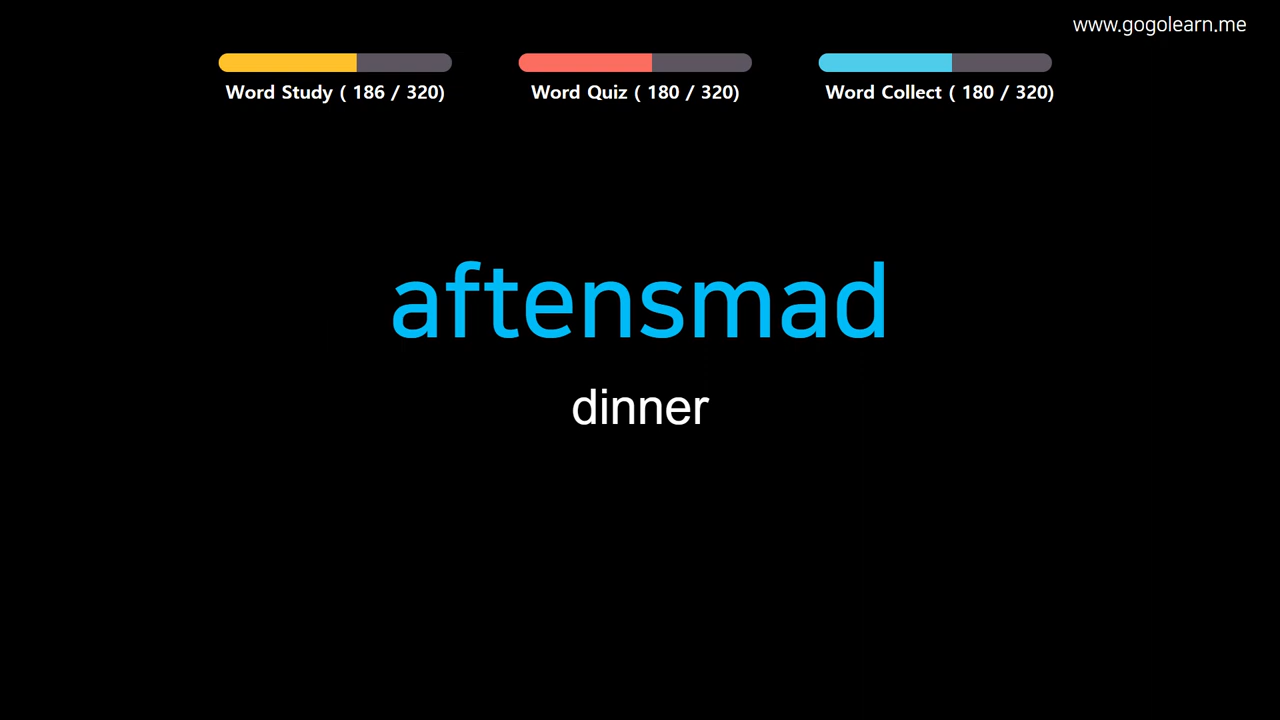 www.gogolearn.me
Word Study ( 186 / 320)
Word Quiz ( 180 / 320)
Word Collect ( 180 / 320)
aftensmad
dinner